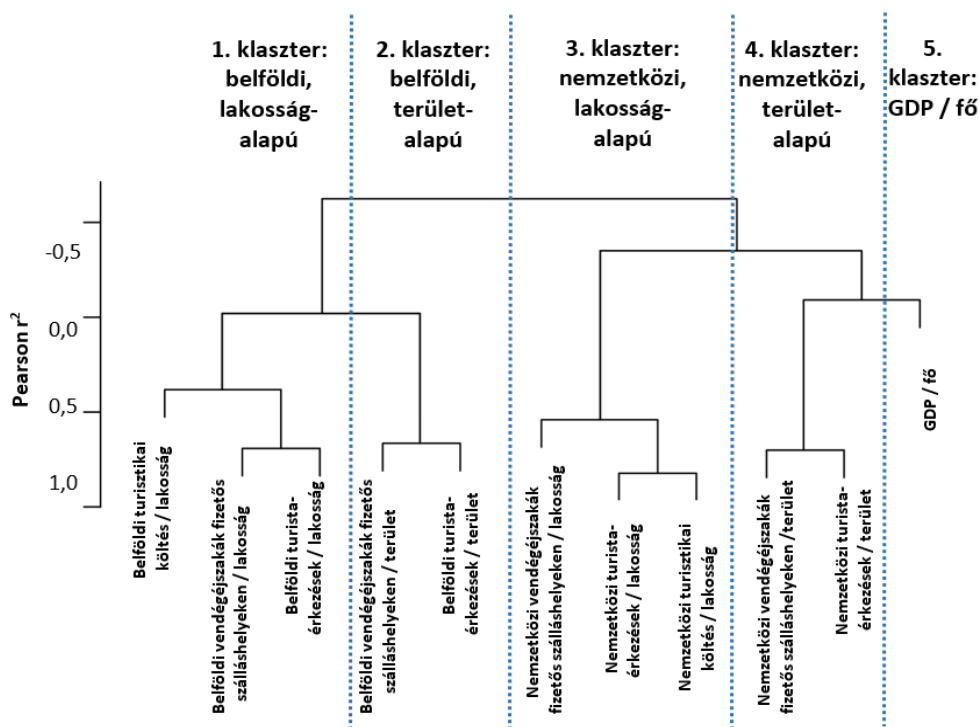 1. klaszter:
belföldi,
lakosság-
alapú
2. klaszter:
belföldi,
terület-
alapú
3. klaszter:
nemzetközi,
lakosság-
alapú
4. klaszter:
nemzetközi,
terület-
alapú
5.
klaszter:
GDP / fő
Pearson r²
-0,5
0,0
0,5
1,0
Belföldi turisztikai
költés / lakosság
Belföldi vendégéjszakák fizetős
szálláshelyeken / lakosság
Belföldi turista-
érkezések / lakosság
Belföldi vendégéjszakák fizetős
szálláshelyeken / terület
Belföldi turista-
érkezések / terület
Nemzetközi vendégéjszakák
fizetős szálláshelyeken / lakosság
Nemzetközi turista-
érkezések / lakosság
Nemzetközi turisztikai
költés / lakosság
Nemzetközi vendégéjszakák
fizetős szálláshelyeken /terület
Nemzetközi turista-
érkezések / terület
GDP / fő